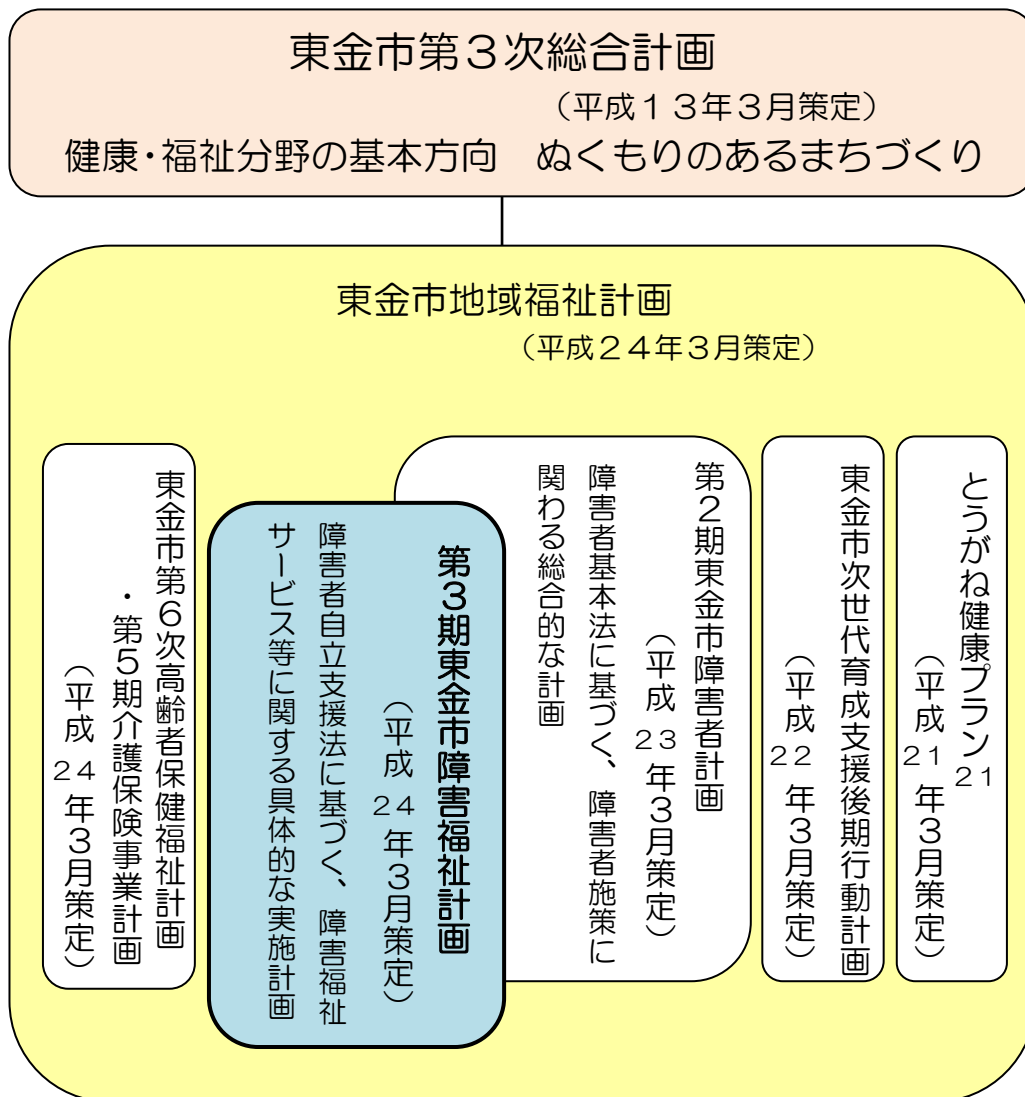 東金市第３次総合計画
（平成１３年３月策定）
健康・福祉分野の基本方向　ぬくもりのあるまちづくり
東金市地域福祉計画
（平成２４年３月策定）
とうがね健康プラン21
（平成21年３月策定）
東金市次世代育成支援後期行動計画
（平成22年３月策定）
第２期東金市障害者計画
（平成23年３月策定）
障害者基本法に基づく、障害者施策に
関わる総合的な計画
第３期東金市障害福祉計画
（平成24年３月策定）
障害者自立支援法に基づく、障害福祉
サービス等に関する具体的な実施計画
東金市第６次高齢者保健福祉計画
・第５期介護保険事業計画
（平成24年３月策定）